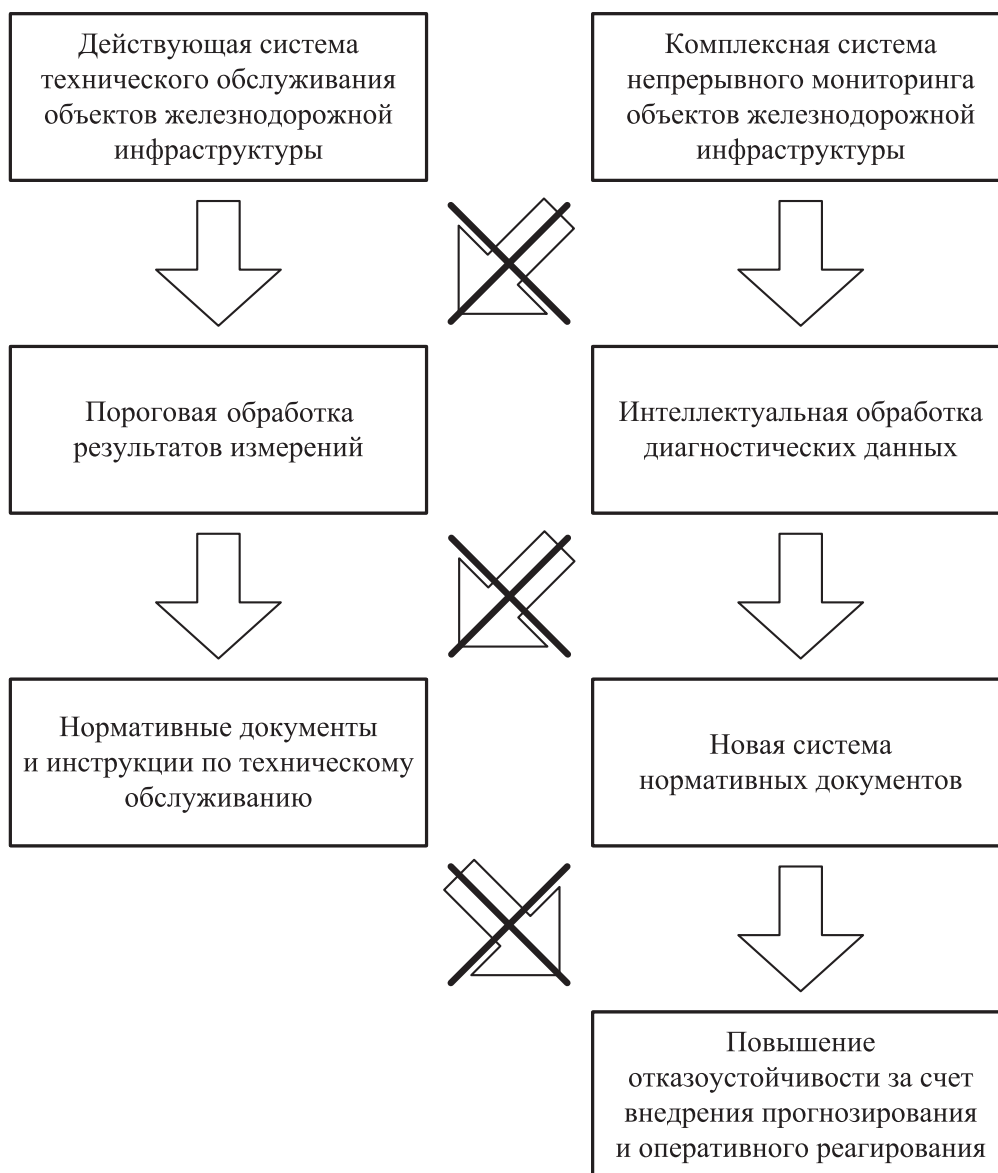 Действующая система
технического обслуживания
объектов железнодорожной
инфраструктуры
Комплексная система
непрерывного мониторинга
объектов железнодорожной
инфраструктуры
Пороговая обработка
результатов измерений
Интеллектуальная обработка
диагностических данных
Нормативные документы
и инструкции по техническому
обслуживанию
Новая система
нормативных документов
Повышение
отказоустойчивости за счет
внедрения прогнозирования
и оперативного реагирования